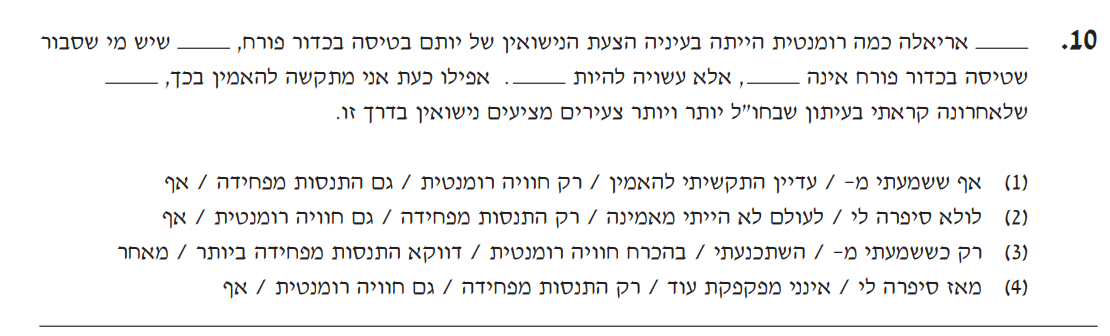 10. _____ אריאלה כמה רומנטית הייתה בעיניה הצעת הנישואין של יותם בטיסה בכדור פורח, _____ שיש מי שסבור
שטיסה בכדור פורח אינה _____, אלא עשויה להיות _____. אפילו כעת אני מתקשה להאמין בכך, _____
שלאחרונה קראתי בעיתון שבחו"ל יותר ויותר צעירים מציעים נישואין בדרך זו.
(1) אף ששמעתי מ- / עדיין התקשיתי להאמין / רק חוויה רומנטית / גם התנסות מפחידה / אף
(2) לולא סיפרה לי / לעולם לא הייתי מאמינה / רק התנסות מפחידה / גם חוויה רומנטית / אף
(3) רק כששמעתי מ- / השתכנעתי / בהכרח חוויה רומנטית / דווקא התנסות מפחידה ביותר / מאחר
(4) מאז סיפרה לי / אינני מפקפקת עוד / רק התנסות מפחידה / גם חוויה רומנטית / אף